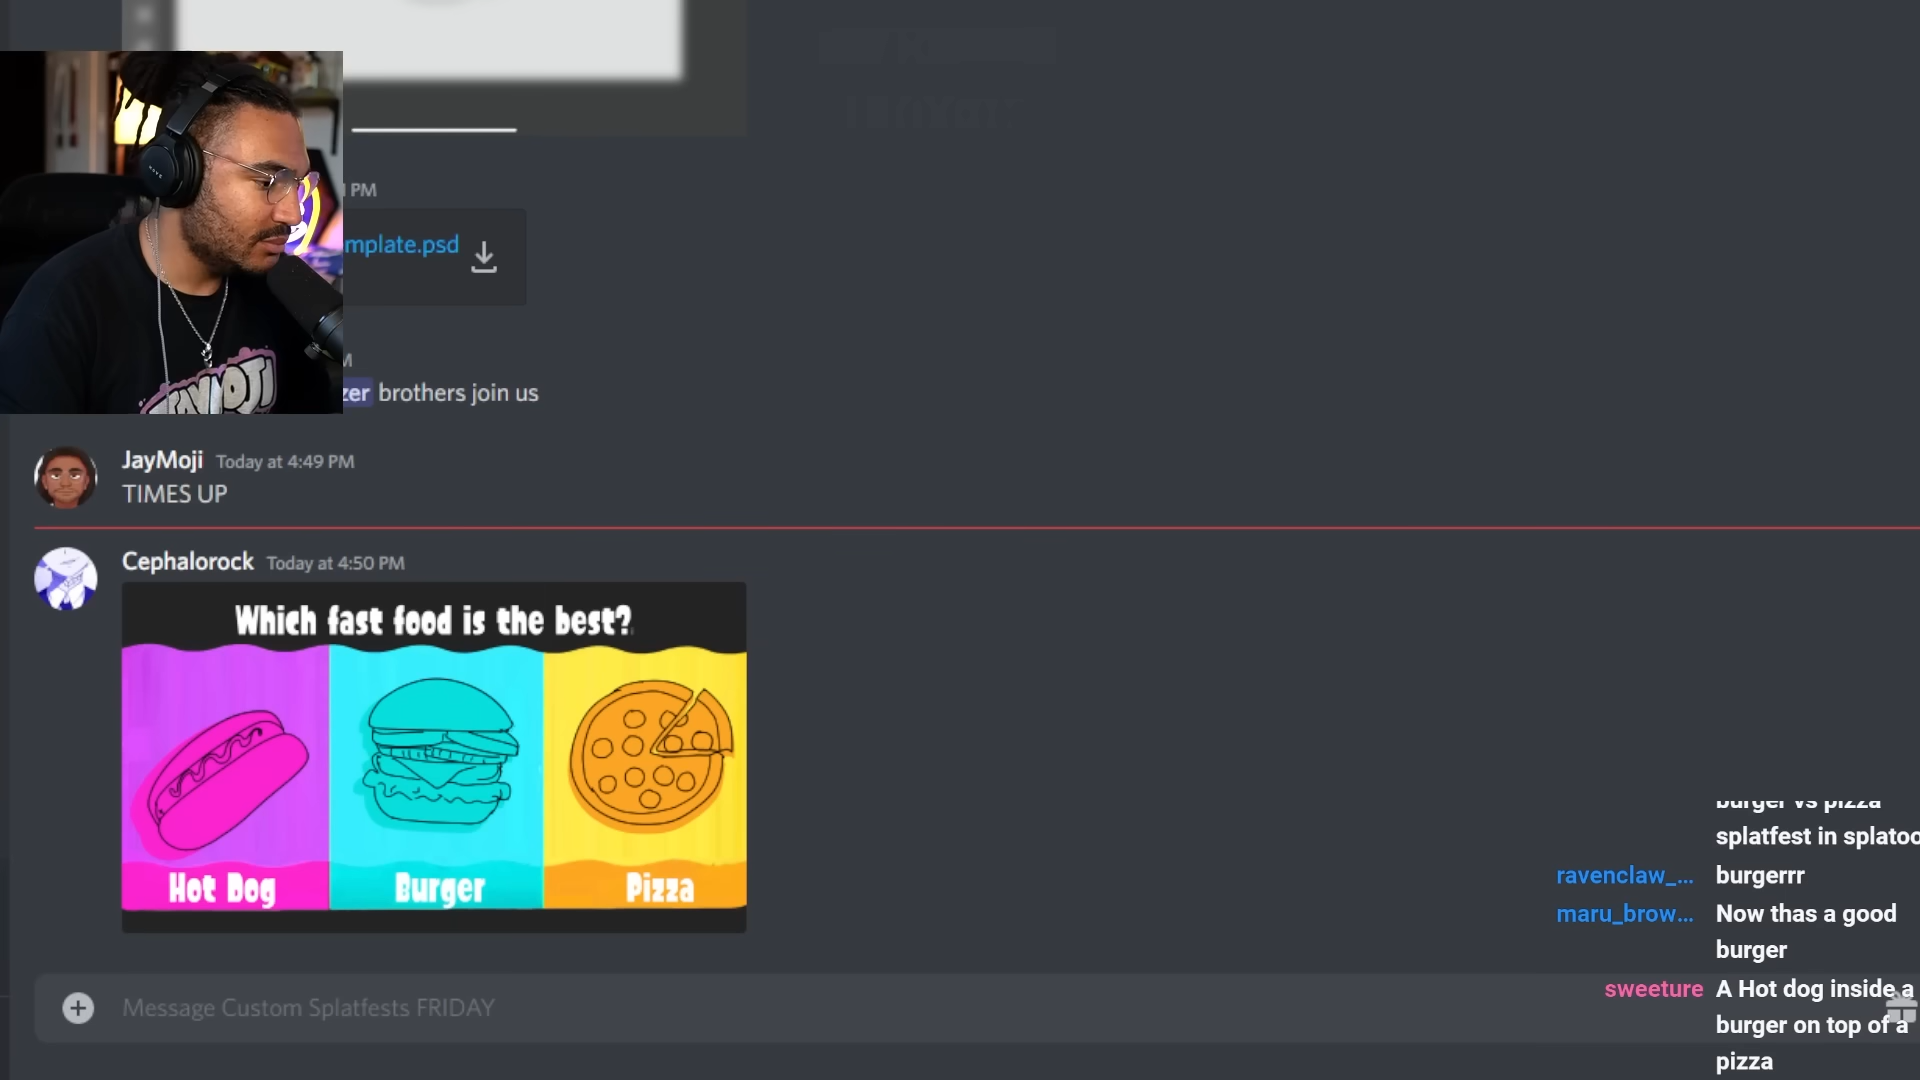 PM
mplate.psd
zer brothers join us
JayMoji Today at 4:49 PM
TIMES UP
Cephalorock Today at 4:50 PM
Which fast food is the best?
Hot Dog
Burger
Pizza
burger vs pizza
splatfest in splatoo
ravenclaw_... burgerrr
maru_brow... Now thas a good
burger
sweeture A Hot dog inside a
burger on top of a
pizza
Message Custom Splatfests FRIDAY
JAYMOJI